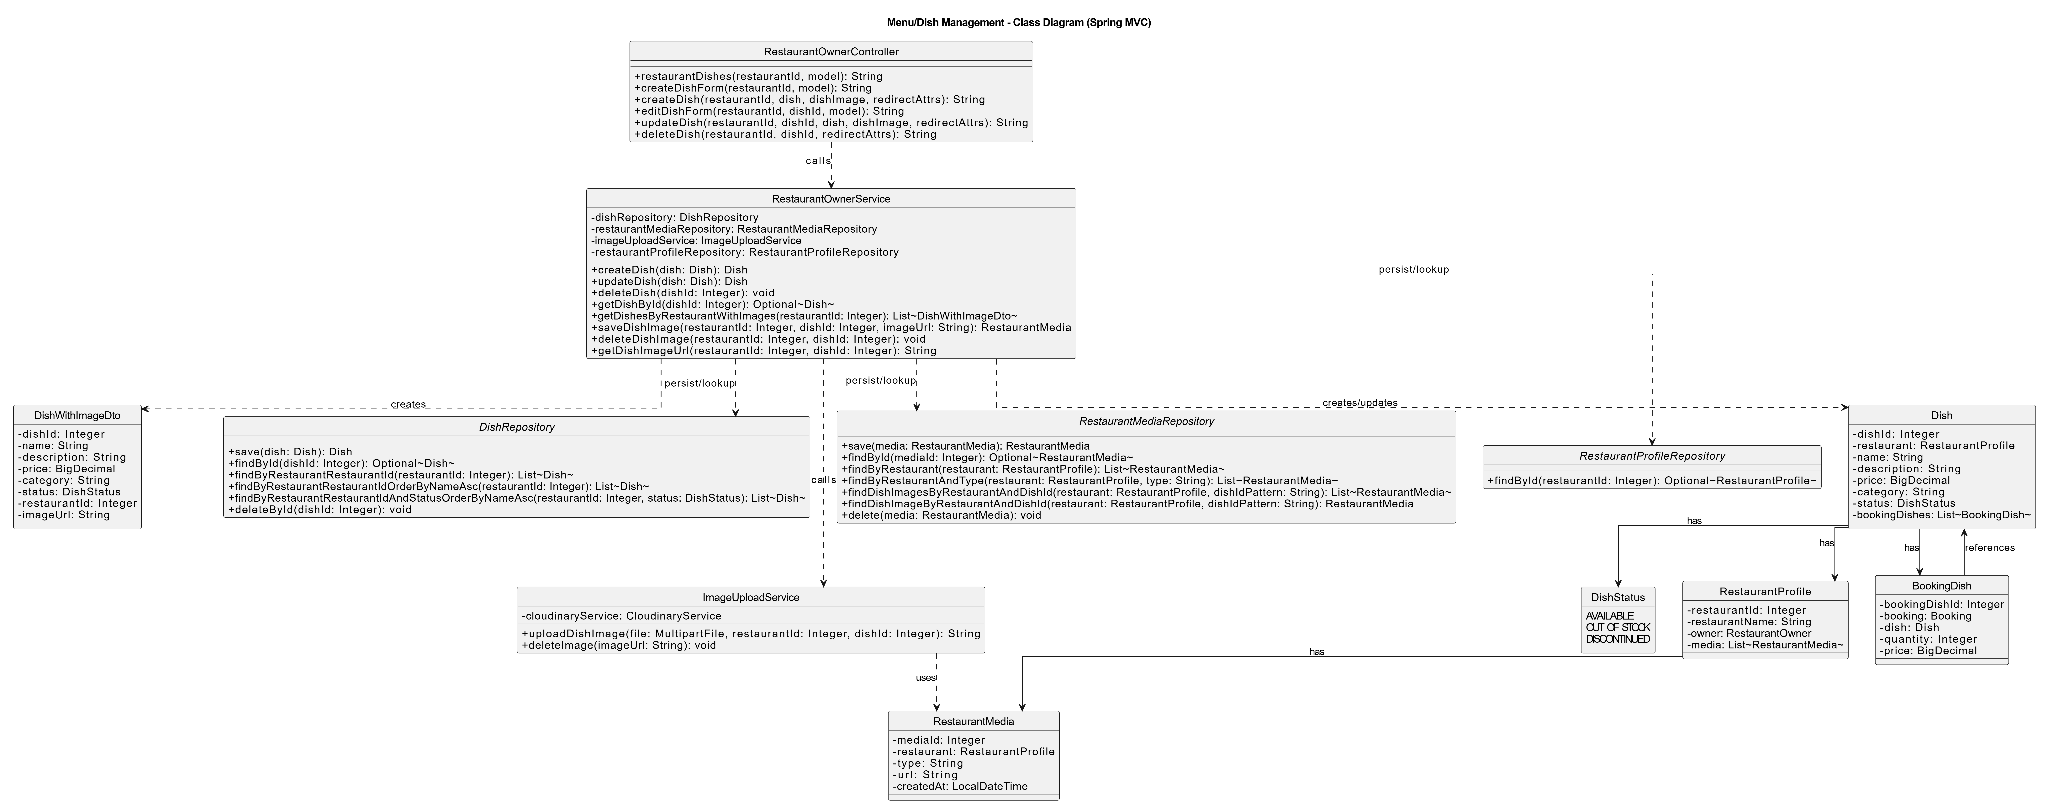 Menu/Dish Management - Class Diagram (Spring MVC)
RestaurantOwnerController
+restaurantDishes(restaurantId, model): String
+createDishForm(restaurantId, model): String
+createDish(restaurantId, dish, dishImage, redirectAttrs): String
+editDishForm(restaurantId, dishId, model): String
+updateDish(restaurantId, dishId, dish, dishImage, redirectAttrs): String
+deleteDish(restaurantId, dishId, redirectAttrs): String
calls
RestaurantOwnerService
-dishRepository: DishRepository
-restaurantMediaRepository: RestaurantMediaRepository
-imageUploadService: ImageUploadService
-restaurantProfileRepository: RestaurantProfileRepository
+createDish(dish: Dish): Dish
+updateDish(dish: Dish): Dish
+deleteDish(dishId: Integer): void
+getDishById(dishId: Integer): Optional~Dish~
+getDishesByRestaurantWithImages(restaurantId: Integer): List~DishWithImageDto~
+saveDishImage(restaurantId: Integer, dishId: Integer, imageUrl: String): RestaurantMedia
+deleteDishImage(restaurantId: Integer, dishId: Integer): void
+getDishImageUrl(restaurantId: Integer, dishId: Integer): String
persist/lookup
persist/lookup
persist/lookup
creates
creates/updates
calls
DishWithImageDto
-dishId: Integer
-name: String
-description: String
-price: BigDecimal
-category: String
-status: DishStatus
-restaurantId: Integer
-imageUrl: String
DishRepository
+save(dish: Dish): Dish
+findById(dishId: Integer): Optional~Dish~
+findByRestaurantRestaurantId(restaurantId: Integer): List~Dish~
+findByRestaurantRestaurantIdOrderByNameAsc(restaurantId: Integer): List~Dish~
+findByRestaurantRestaurantIdAndStatusOrderByNameAsc(restaurantId: Integer, status: DishStatus): List~Dish~
+deleteById(dishId: Integer): void
RestaurantMediaRepository
+save(media: RestaurantMedia): RestaurantMedia
+findById(mediaId: Integer): Optional~RestaurantMedia~
+findByRestaurant(restaurant: RestaurantProfile): List~RestaurantMedia~
+findByRestaurantAndType(restaurant: RestaurantProfile, type: String): List~RestaurantMedia~
+findDishImagesByRestaurantAndDishId(restaurant: RestaurantProfile, dishIdPattern: String): List~RestaurantMedia~
+findDishImageByRestaurantAndDishId(restaurant: RestaurantProfile, dishIdPattern: String): RestaurantMedia
+delete(media: RestaurantMedia): void
RestaurantProfileRepository
+findById(restaurantId: Integer): Optional~RestaurantProfile~
Dish
-dishId: Integer
-restaurant: RestaurantProfile
-name: String
-description: String
-price: BigDecimal
-category: String
-status: DishStatus
-bookingDishes: List~BookingDish~
has
has
has
references
ImageUploadService
-cloudinaryService: CloudinaryService
+uploadDishImage(file: MultipartFile, restaurantId: Integer, dishId: Integer): String
+deleteImage(imageUrl: String): void
DishStatus
AVAILABLE
OUT OF STOCK
DISCONTINUED
RestaurantProfile
-restaurantId: Integer
-restaurantName: String
-owner: RestaurantOwner
-media: List~RestaurantMedia~
BookingDish
-bookingDishId: Integer
-booking: Booking
-dish: Dish
-quantity: Integer
-price: BigDecimal
has
uses
RestaurantMedia
-mediaId: Integer
-restaurant: RestaurantProfile
-type: String
-url: String
-createdAt: LocalDateTime